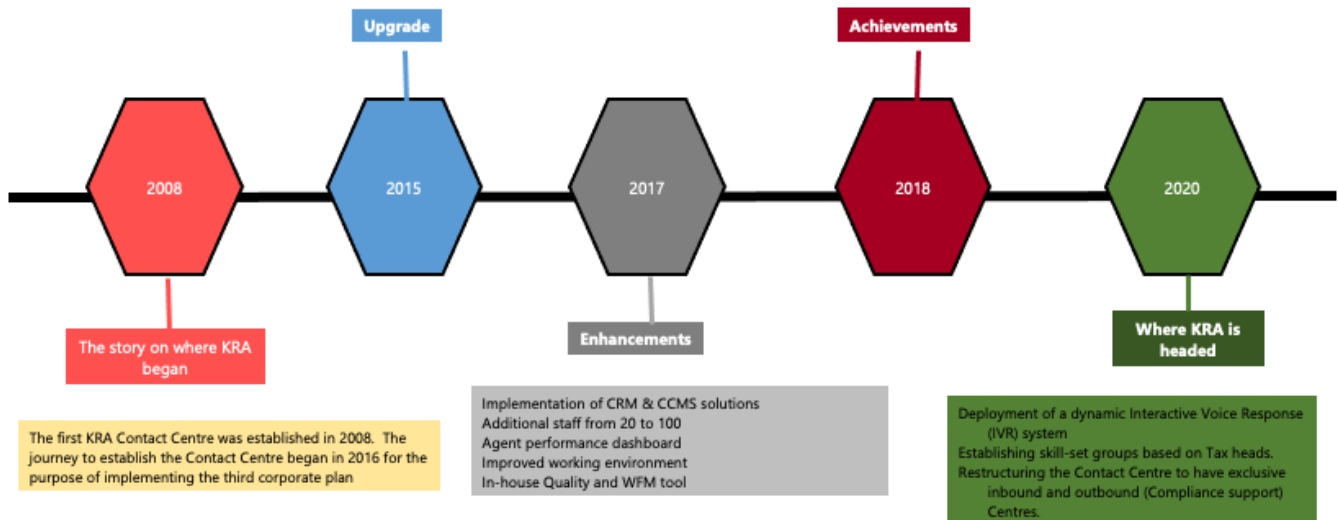 Upgrade
Achievements
2008
2015
2017
2018
2020
The story on where KRA
began
Enhancements
Where KRA is
headed
The first KRA Contact Centre was established in 2008. The
journey to establish the Contact Centre began in 2016 for the
purpose of implementing the third corporate plan
Implementation of CRM & CCMS solutions
Additional staff from 20 to 100
Agent performance dashboard
Improved working environment
In-house Quality and WFM tool
Deployment of a dynamic Interactive Voice Response
(IVR) system
Establishing skill-set groups based on Tax heads.
Restructuring the Contact Centre to have exclusive
inbound and outbound (Compliance support)
Centres.